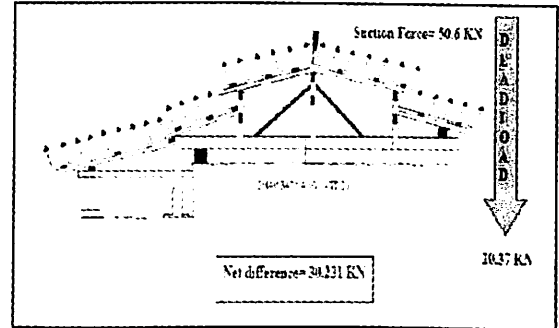 Suction Force= 50.6 KN
DEADLOAD
20.37 KN
Net difference= 30.231 KN